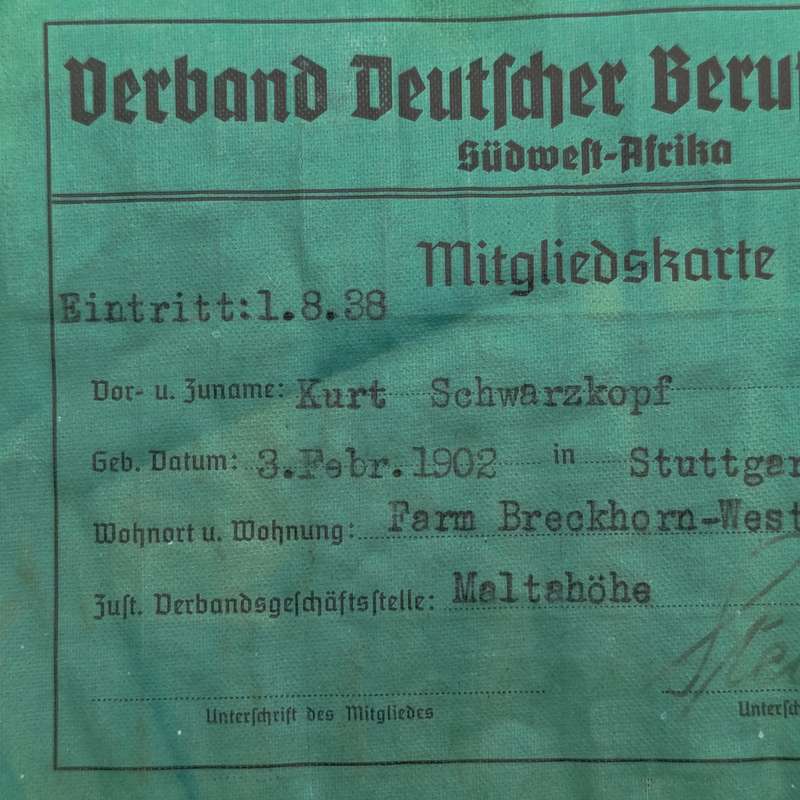 Verband Deutscher Beru
Südwest-Afrika
Mitgliedskarte
Eintritt:1.8.38
Vor- u. Zuname: Kurt Schwarzkopf
Geb. Datum: 3.Febr.1902 in Stuttgar
Wohnort u. Wohnung: Farm Breckhorn-West
Zust. Verbandsgeschäftsstelle: Maltahöhe
Unterschrift des Mitgliedes Untersch